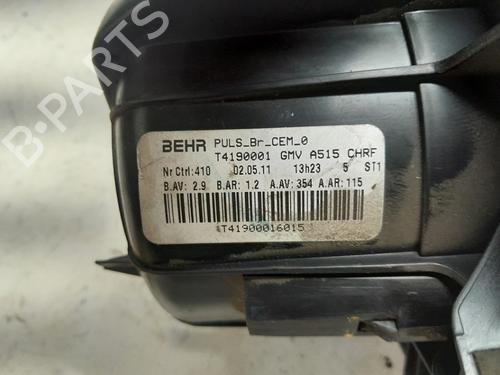 BEHR PULS_Br_CEM_0
T4190001 GMV A515 CHRF
Nr Ctrl:410 02.05.11 13h23 5 ST1
B.AV: 2.9 B.AR: 1.2 A.AV: 354 A.AR: 115
T41900016015
B-PARTS